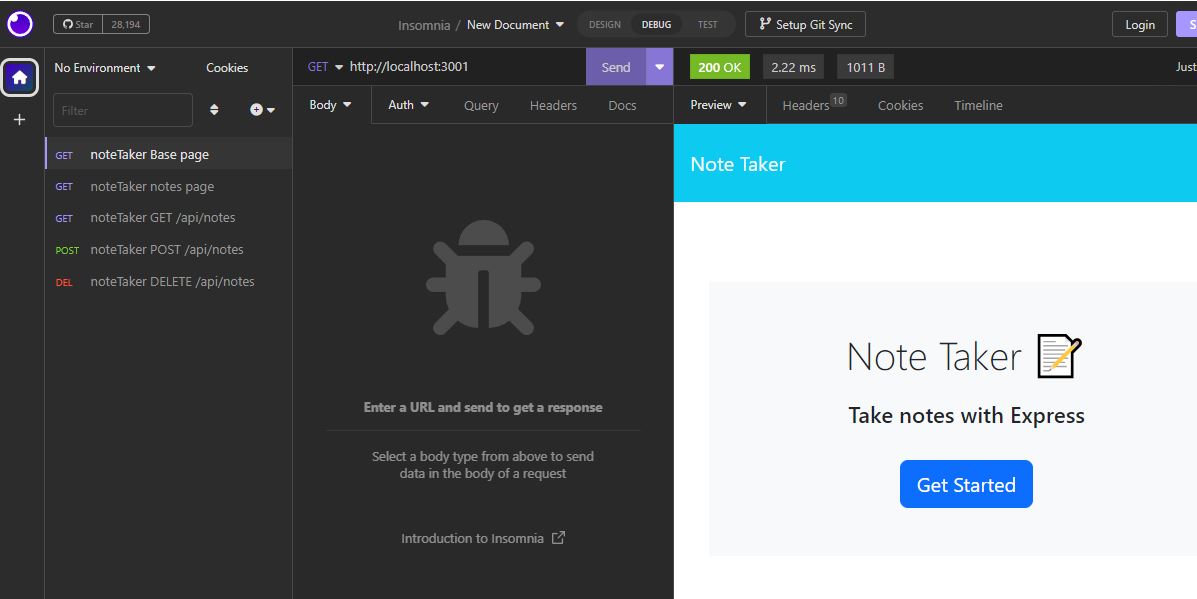 Star 28,194
Insomnia / New Document
DESIGN DEBUG TEST
Setup Git Sync
Login
S
No Environment
Cookies
GET http://localhost:3001
Send
200 OK
2.22 ms
1011 B
Just
Filter
Body
Auth
Query
Headers
Docs
Preview
Headers 10
Cookies
Timeline
GET noteTaker Base page
GET noteTaker notes page
GET noteTaker GET /api/notes
POST noteTaker POST /api/notes
DEL noteTaker DELETE /api/notes
Enter a URL and send to get a response
Select a body type from above to send
data in the body of a request
Introduction to Insomnia
Note Taker
Note Taker
Take notes with Express
Get Started